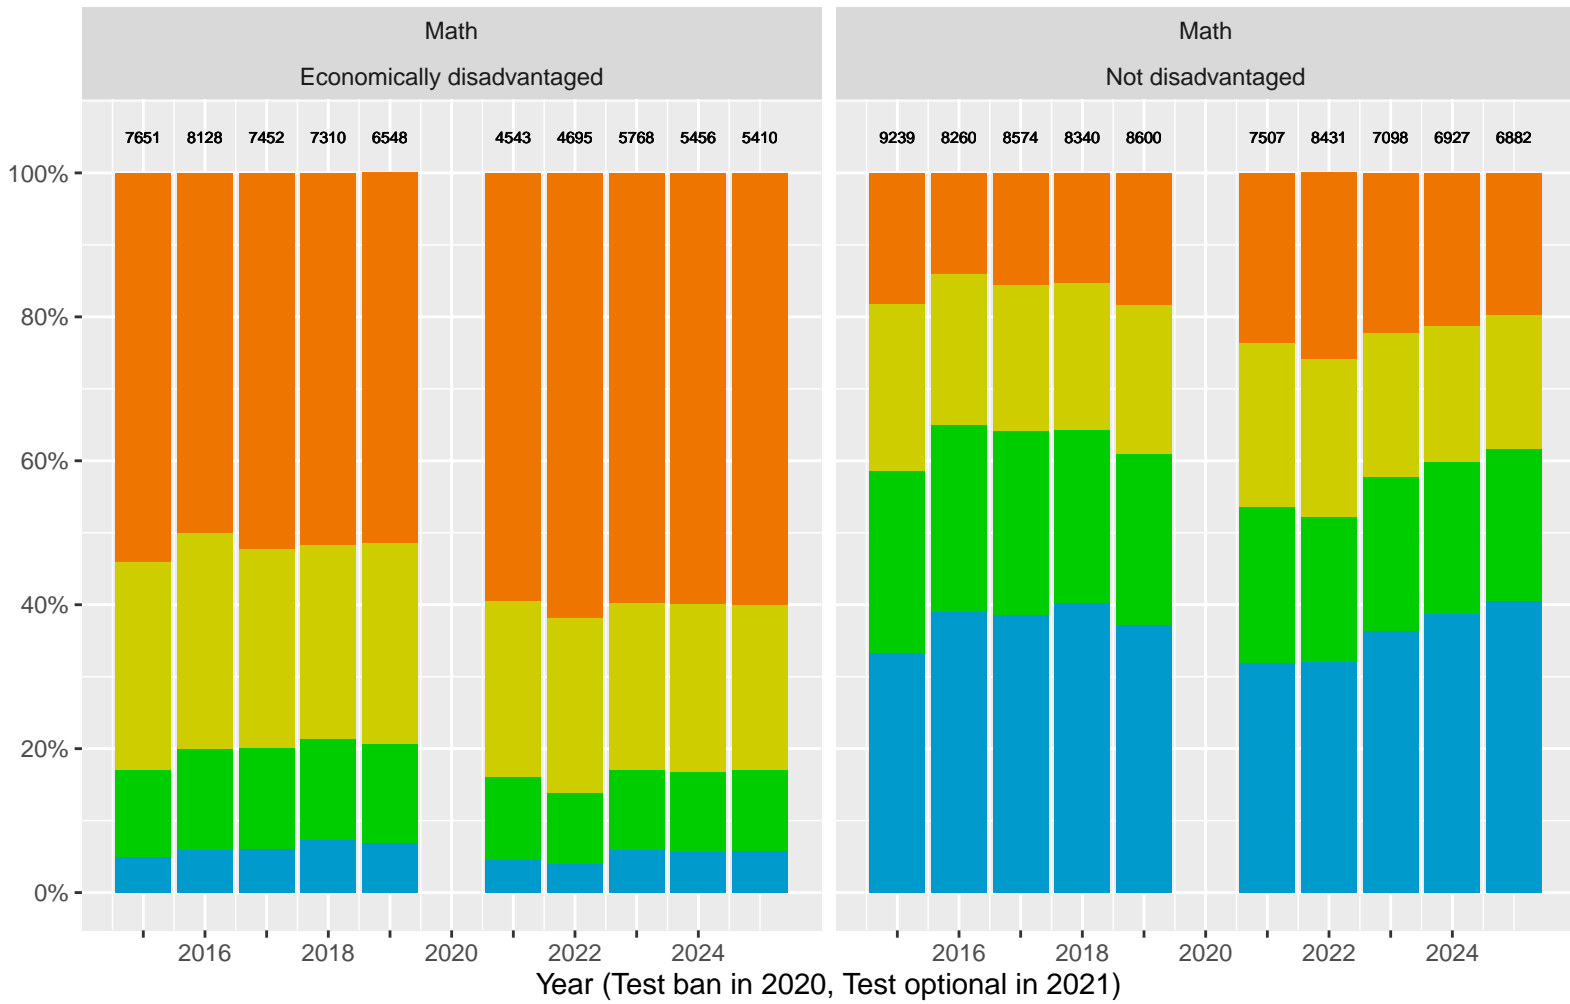 Math
Math
Economically disadvantaged
Not disadvantaged
7651 8128 7452 7310 6548 4543 4695 5768 5456 5410
9239 8260 8574 8340 8600 7507 8431 7098 6927 6882
100%
80%
60%
40%
20%
0%
2016 2018 2020 2022 2024
2016 2018 2020 2022 2024
Year (Test ban in 2020, Test optional in 2021)